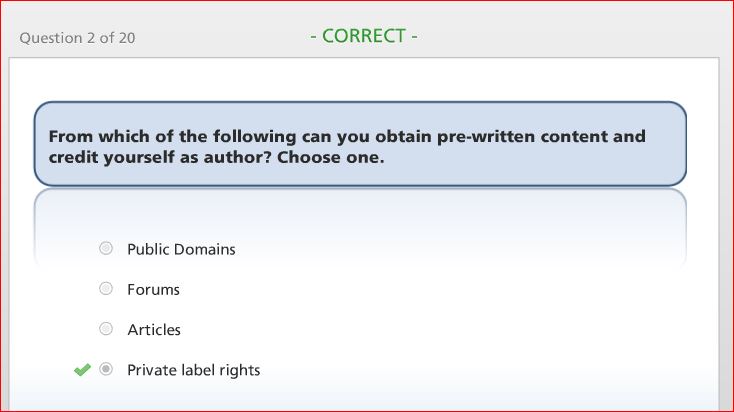 Question 2 of 20
- CORRECT -
From which of the following can you obtain pre-written content and
credit yourself as author? Choose one.
Public Domains
Forums
Articles
Private label rights